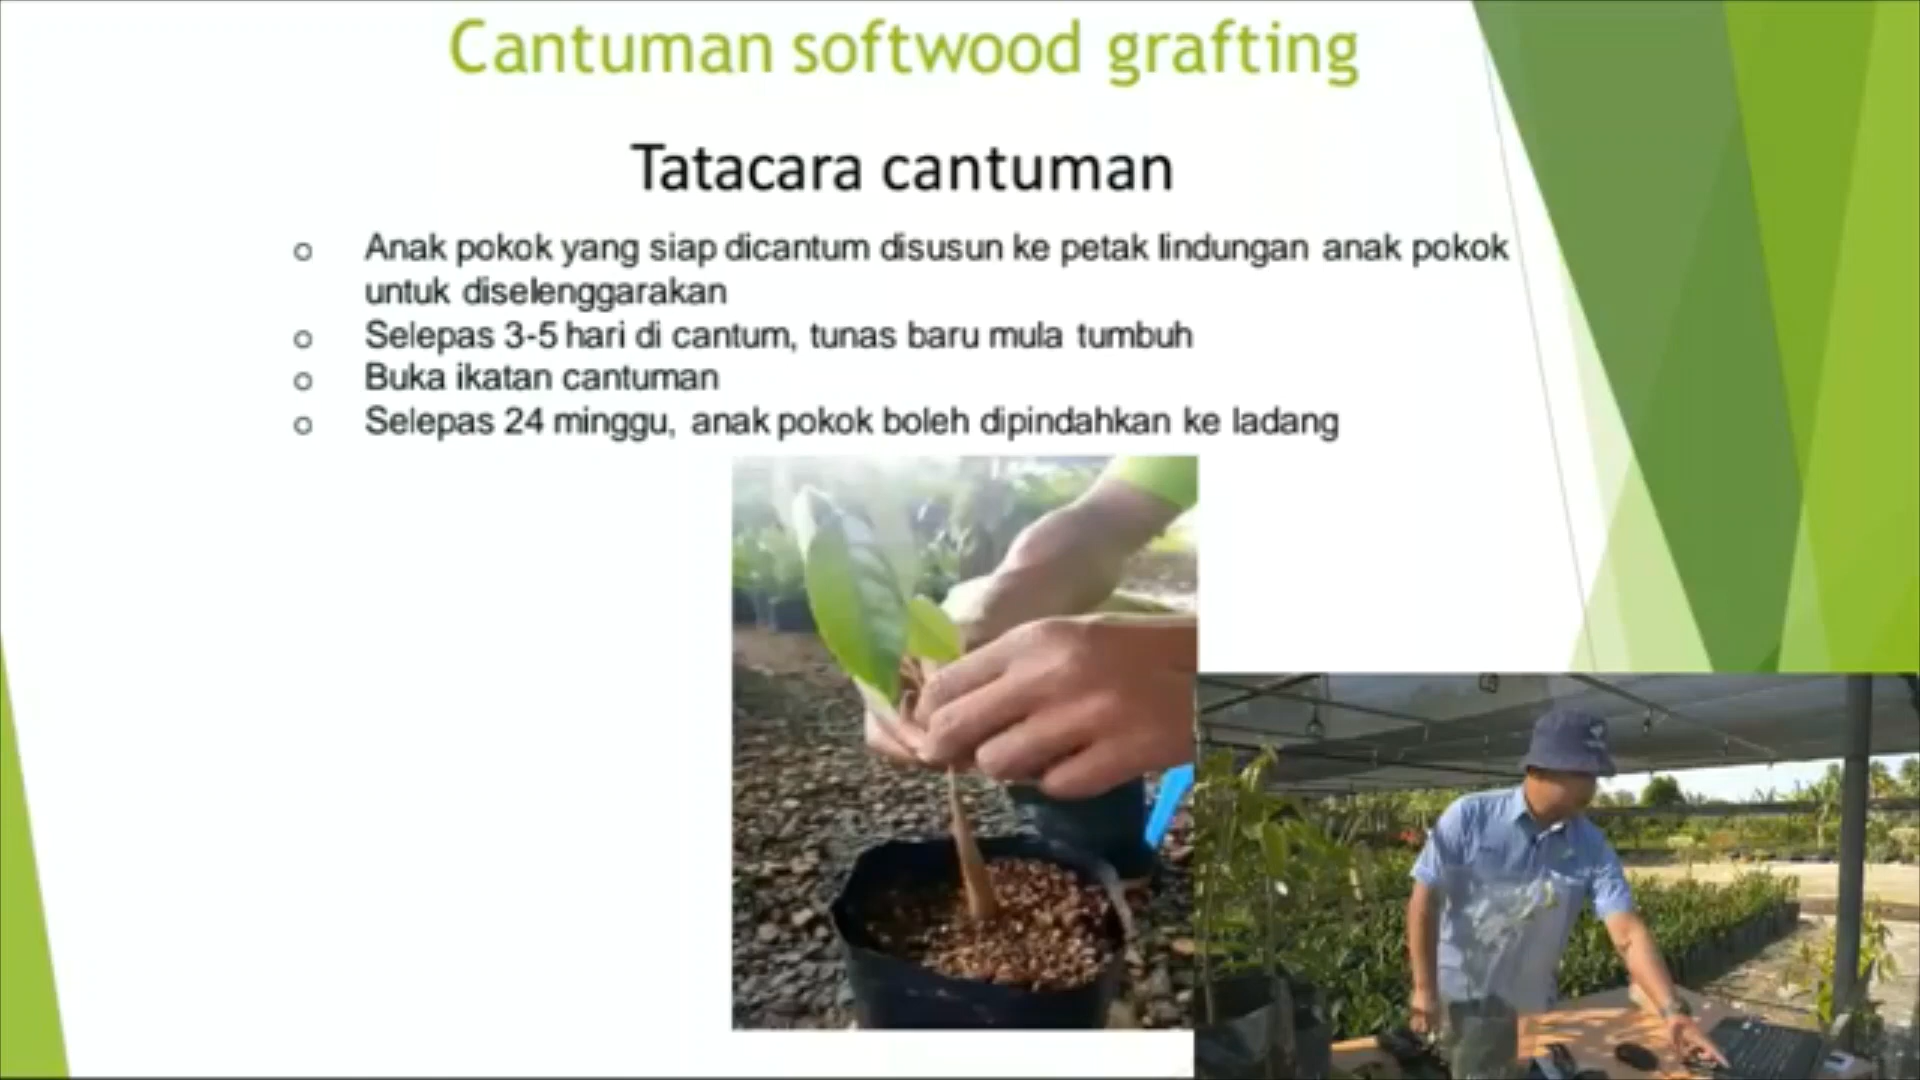 Cantuman softwood grafting
Tatacara cantuman
o Anak pokok yang siap dicantum disusun ke petak lindungan anak pokok
untuk diselenggarakan
o Selepas 3-5 hari di cantum, tunas baru mula tumbuh
o Buka ikatan cantuman
o Selepas 24 minggu, anak pokok boleh dipindahkan ke ladang